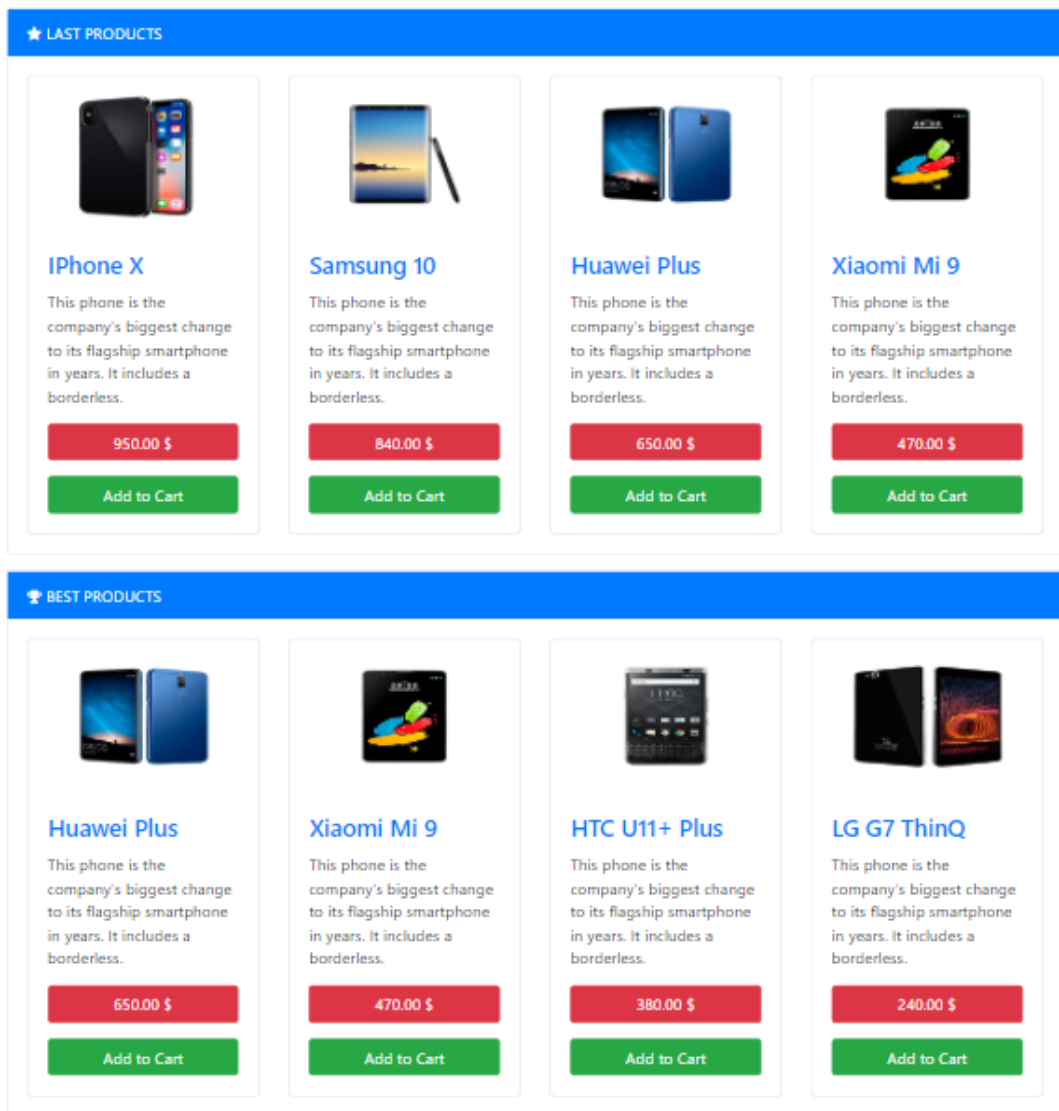 LAST PRODUCTS
IPhone X
This phone is the
company's biggest change
to its flagship smartphone
in years. It includes a
borderless.
950.00 $
Add to Cart
Samsung 10
This phone is the
company's biggest change
to its flagship smartphone
in years. It includes a
borderless.
840.00 $
Add to Cart
Huawei Plus
This phone is the
company's biggest change
to its flagship smartphone
in years. It includes a
borderless.
650.00 $
Add to Cart
Xiaomi Mi 9
This phone is the
company's biggest change
to its flagship smartphone
in years. It includes a
borderless.
470.00 $
Add to Cart
BEST PRODUCTS
Huawei Plus
This phone is the
company's biggest change
to its flagship smartphone
in years. It includes a
borderless.
650.00 $
Add to Cart
Xiaomi Mi 9
This phone is the
company's biggest change
to its flagship smartphone
in years. It includes a
borderless.
470.00 $
Add to Cart
HTC U11+ Plus
This phone is the
company's biggest change
to its flagship smartphone
in years. It includes a
borderless.
380.00 $
Add to Cart
LG G7 ThinQ
This phone is the
company's biggest change
to its flagship smartphone
in years. It includes a
borderless.
240.00 $
Add to Cart